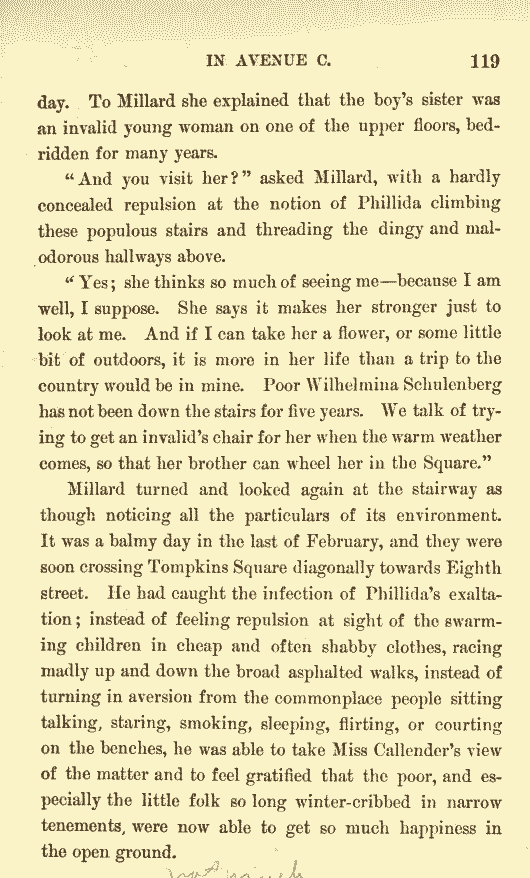 IN AVENUE C. 119
day. To Millard she explained that the boy's sister was
an invalid young woman on one of the upper floors, bed-
ridden for many years.
"And you visit her?" asked Millard, with a hardly
concealed repulsion at the notion of Phillida climbing
these populous stairs and threading the dingy and mal-
odorous hallways above.
"Yes; she thinks so much of seeing me—because I am
well, I suppose. She says it makes her stronger just to
look at me. And if I can take her a flower, or some little
bit of outdoors, it is more in her life than a trip to the
country would be in mine. Poor Wilhelmina Schulenberg
has not been down the stairs for five years. We talk of try-
ing to get an invalid's chair for her when the warm weather
comes, so that her brother can wheel her in the Square."
Millard turned and looked again at the stairway as
though noticing all the particulars of its environment.
It was a balmy day in the last of February, and they were
soon crossing Tompkins Square diagonally towards Eighth
street. He had caught the infection of Phillida's exalta-
tion; instead of feeling repulsion at sight of the swarm-
ing children in cheap and often shabby clothes, racing
madly up and down the broad asphalted walks, instead of
turning in aversion from the commonplace people sitting
talking, staring, smoking, sleeping, flirting, or courting
on the benches, he was able to take Miss Callender's view
of the matter and to feel gratified that the poor, and es-
pecially the little folk so long winter-cribbed in narrow
tenements, were now able to get so much happiness in
the open ground.